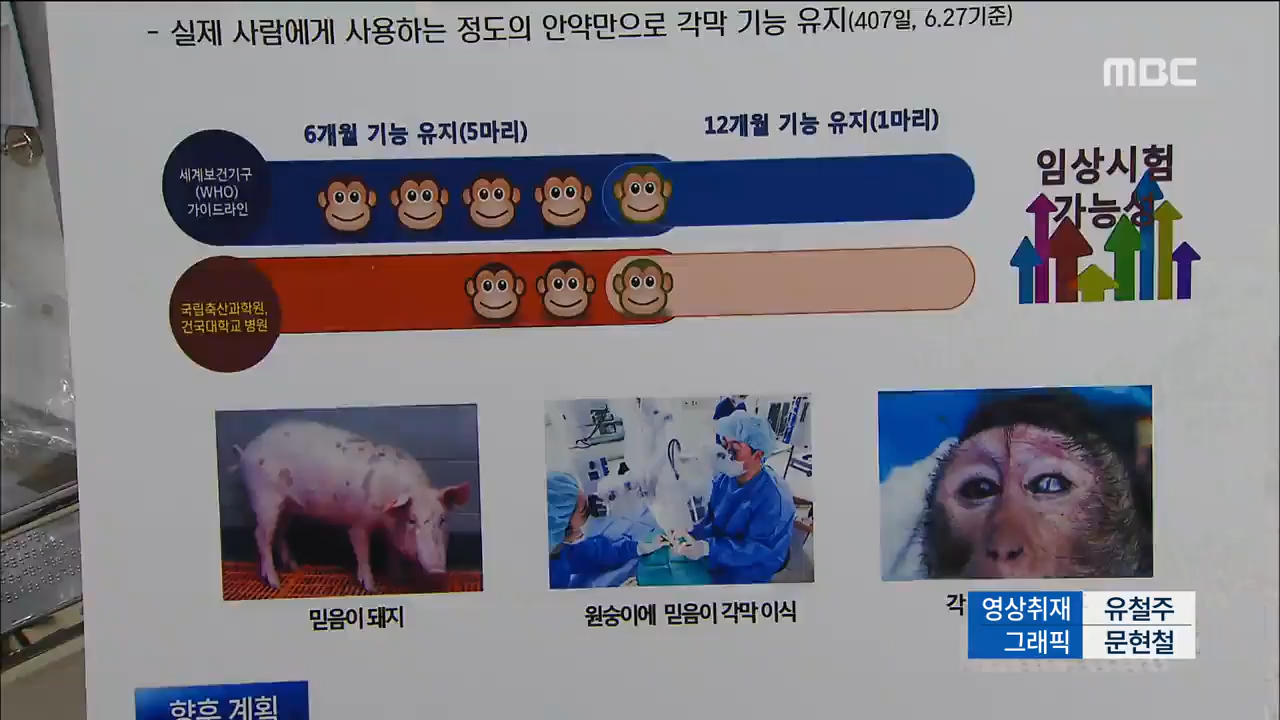 - 실제 사람에게 사용하는 정도의 안약만으로 각막 기능 유지(407일, 6.27기준)
MBC
6개월 기능 유지(5마리)
12개월 기능 유지(1마리)
세계보건기구
(WHO)
가이드라인
임상시험
가능성
국립축산과학원,
건국대학교 병원
믿음이 돼지
원숭이에 믿음이 각막 이식
각
영상취재 유철주
그래픽 문현철
향후 계획